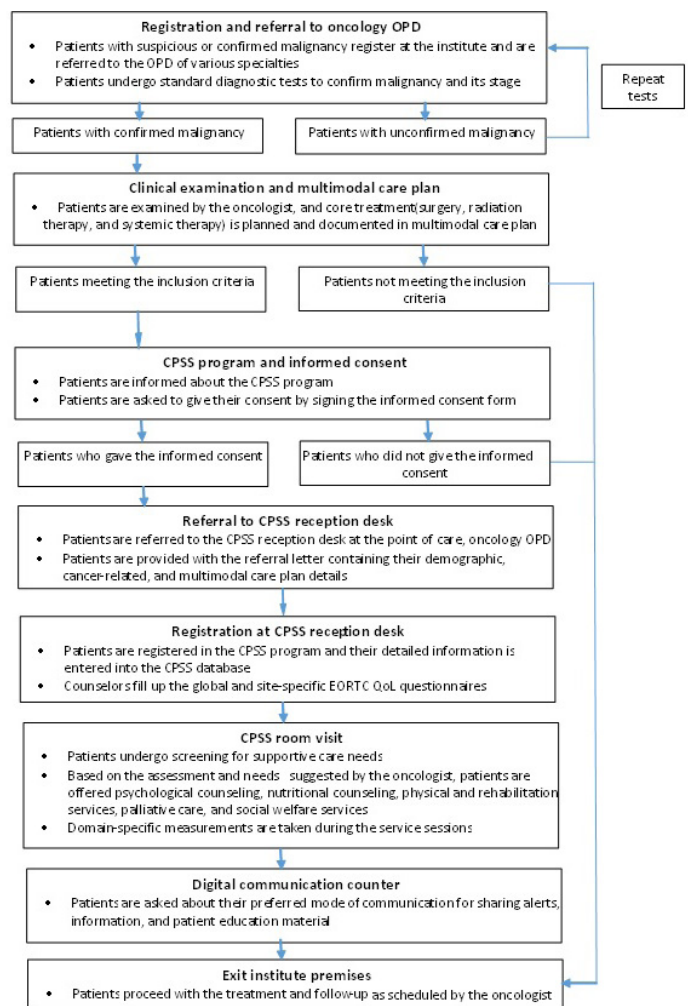 Registration and referral to oncology OPD
• Patients with suspicious or confirmed malignancy register at the institute and are
referred to the OPD of various specialties
• Patients undergo standard diagnostic tests to confirm malignancy and its stage
Repeat
tests
Patients with confirmed malignancy
Patients with unconfirmed malignancy
Clinical examination and multimodal care plan
• Patients are examined by the oncologist, and core treatment(surgery, radiation
therapy, and systemic therapy) is planned and documented in multimodal care plan
Patients meeting the inclusion criteria
Patients not meeting the inclusion
criteria
CPSS program and informed consent
• Patients are informed about the CPSS program
• Patients are asked to give their consent by signing the informed consent form
Patients who gave the informed consent
Patients who did not give the informed
consent
Referral to CPSS reception desk
• Patients are referred to the CPSS reception desk at the point of care, oncology OPD
• Patients are provided with the referral letter containing their demographic,
cancer-related, and multimodal care plan details
Registration at CPSS reception desk
• Patients are registered in the CPSS program and their detailed information is
entered into the CPSS database
• Counselors fill up the global and site-specific EORTC QoL questionnaires
CPSS room visit
• Patients undergo screening for supportive care needs
• Based on the assessment and needs suggested by the oncologist, patients are
offered psychological counseling, nutritional counseling, physical and rehabilitation
services, palliative care, and social welfare services
• Domain-specific measurements are taken during the service sessions
Digital communication counter
• Patients are asked about their preferred mode of communication for sharing alerts,
information, and patient education material
Exit institute premises
• Patients proceed with the treatment and follow-up as scheduled by the oncologist